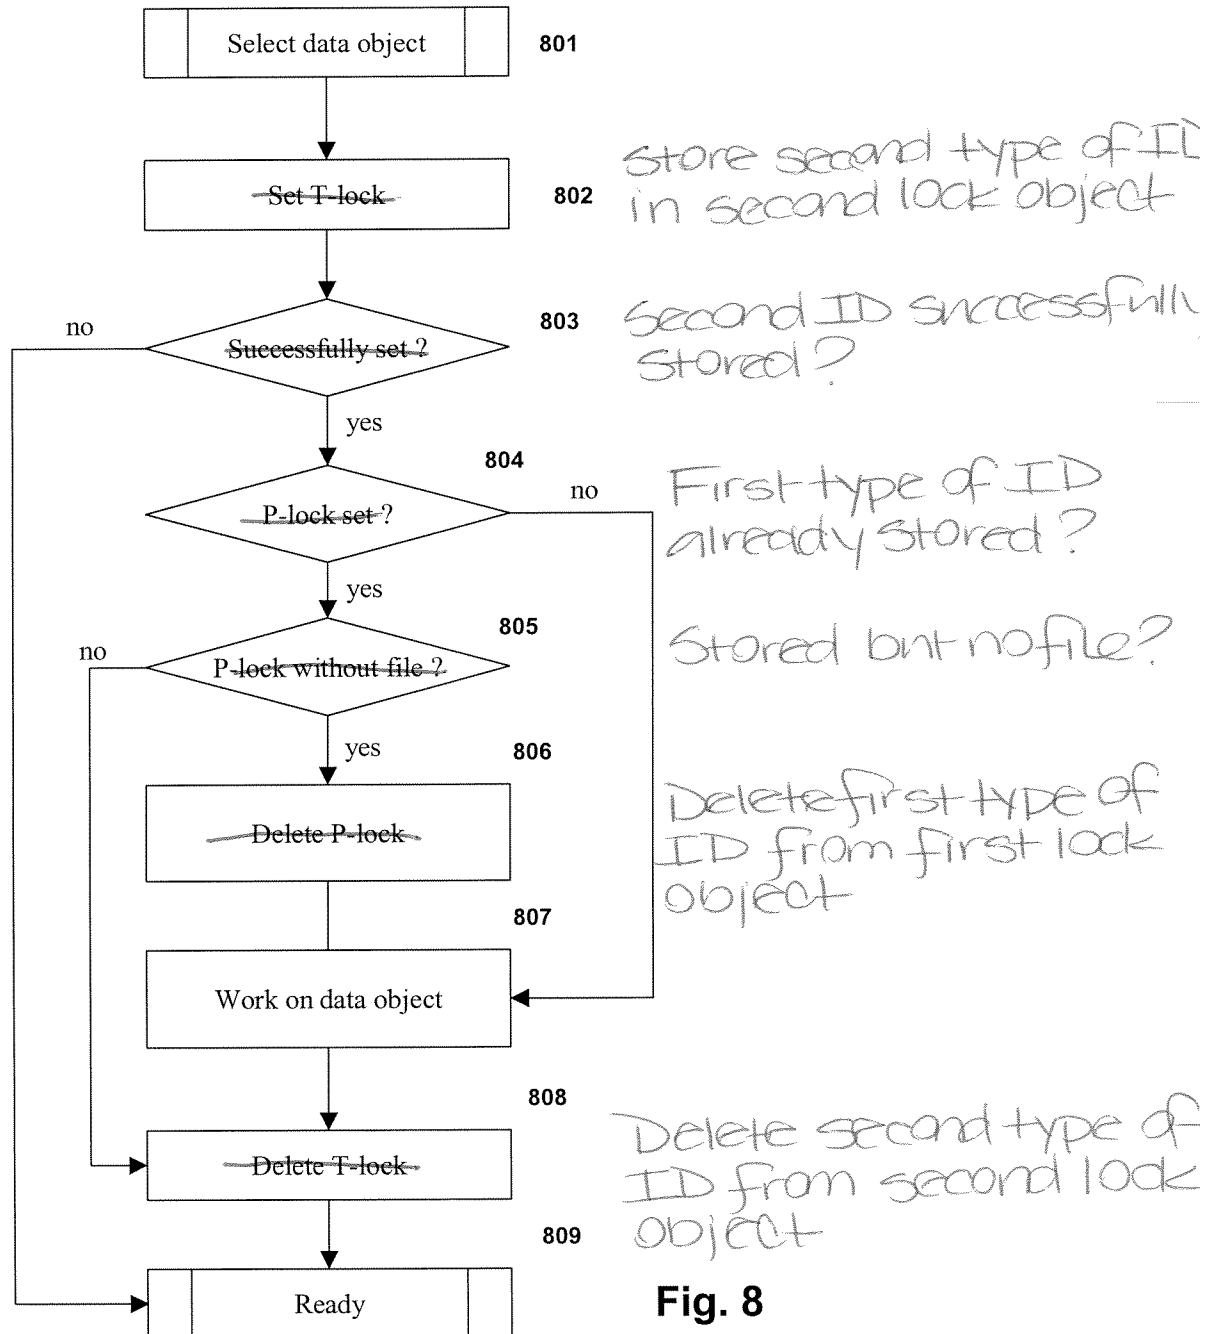 Select data object
801
Set T-lock
802
Store second type of ID
in second lock object
Successfully set ?
803
no
Second ID successfully
stored?
yes
804
P-lock set ?
no
First type of ID
already stored?
yes
805
P-lock without file ?
no
Stored but no file?
yes
806
Delete P-lock
Delete first type of
ID from first lock
object
807
Work on data object
808
Delete T-lock
Delete second type of
ID from second lock
object
809
Ready
Fig. 8